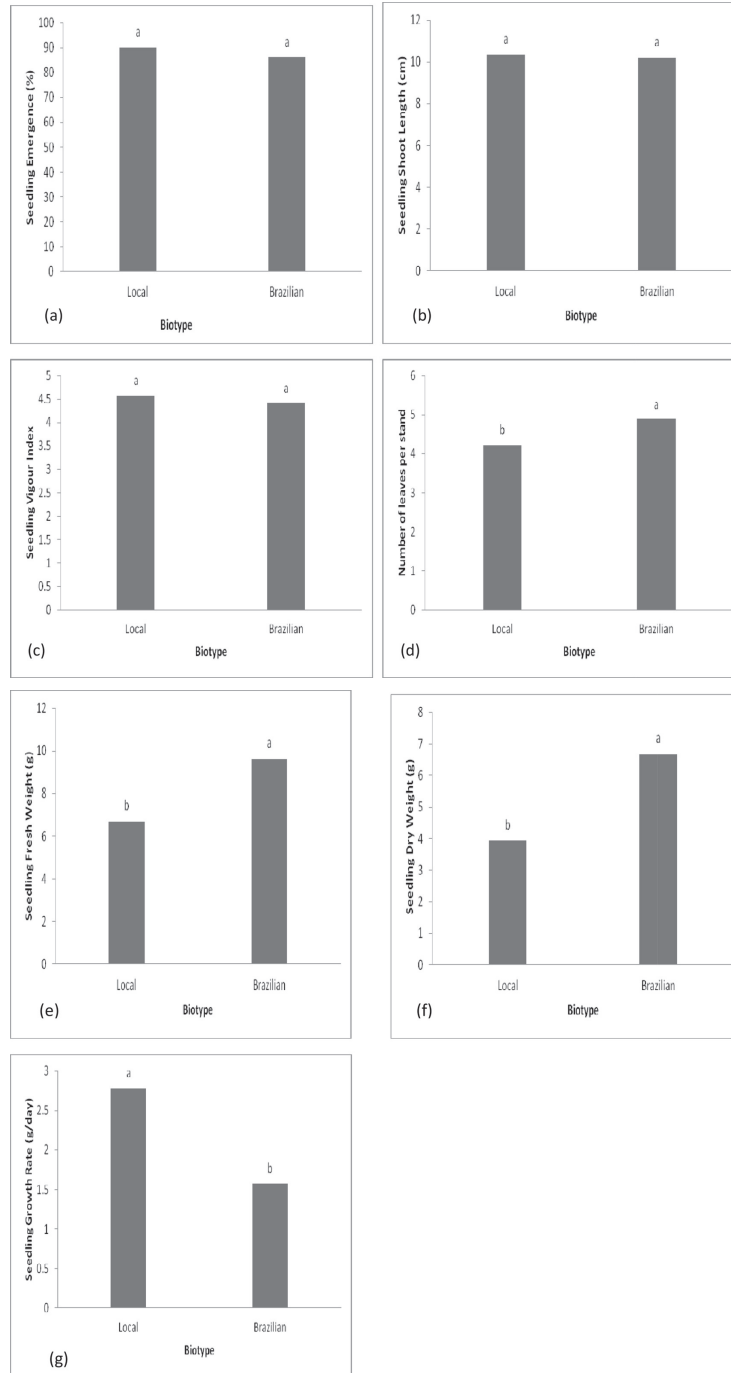 Seedling Emergence (%)
100
90
80
70
60
50
40
30
20
10
0
a
a
Local
Brazilian
(a)
Biotype
Seedling Shoot Length (cm)
12
10
8
6
4
2
0
a
a
Local
Brazilian
(b)
Biotype
Seedling Vigour Index
5
4.5
4
3.5
3
2.5
2
1.5
1
0.5
0
a
a
Local
Brazilian
(c)
Biotype
Number of leaves per stand
6
5
4
3
2
1
0
b
a
Local
Brazilian
(d)
Biotype
Seedling Fresh Weight (g)
12
10
8
6
4
2
0
b
a
Local
Brazilian
(e)
Biotype
Seedling Dry Weight (g)
8
7
6
5
4
3
2
1
0
b
a
Local
Brazilian
(f)
Biotype
Seedling Growth Rate (g/day)
3
2.5
2
1.5
1
0.5
0
a
b
Local
Brazilian
(g)
Biotype